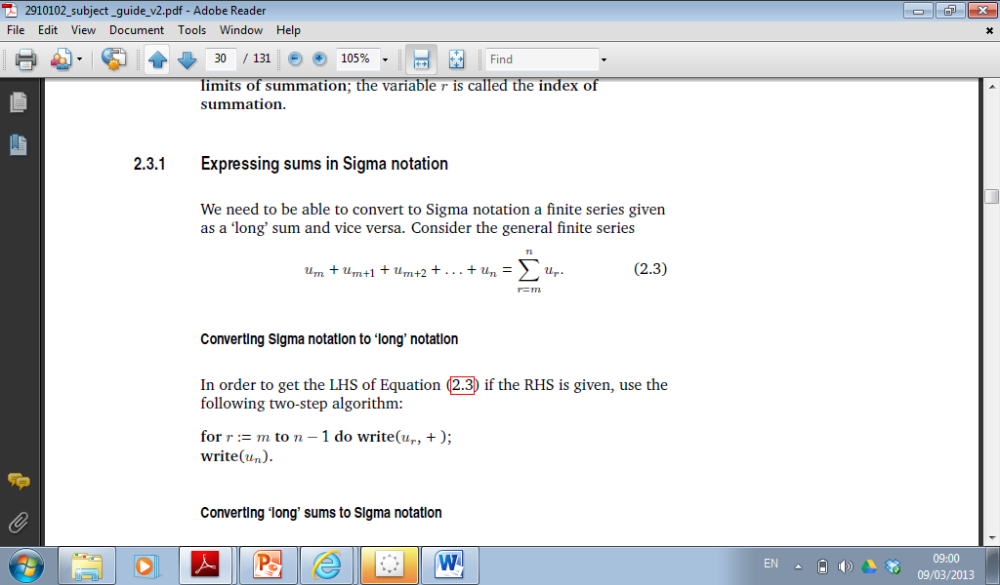 2910102_subject _guide_v2.pdf - Adobe Reader
File Edit View Document Tools Window Help
30 / 131 105% Find
limits of summation; the variable r is called the index of
summation.
2.3.1 Expressing sums in Sigma notation
We need to be able to convert to Sigma notation a finite series given
as a ‘long’ sum and vice versa. Consider the general finite series
u_m + u_{m+1} + u_{m+2} + . . . + u_n = \sum_{r=m}^{n} u_r. (2.3)
Converting Sigma notation to ‘long’ notation
In order to get the LHS of Equation (2.3) if the RHS is given, use the
following two-step algorithm:
for r := m to n − 1 do write(u_r, + );
write(u_n).
Converting ‘long’ sums to Sigma notation
EN 09:00
09/03/2013